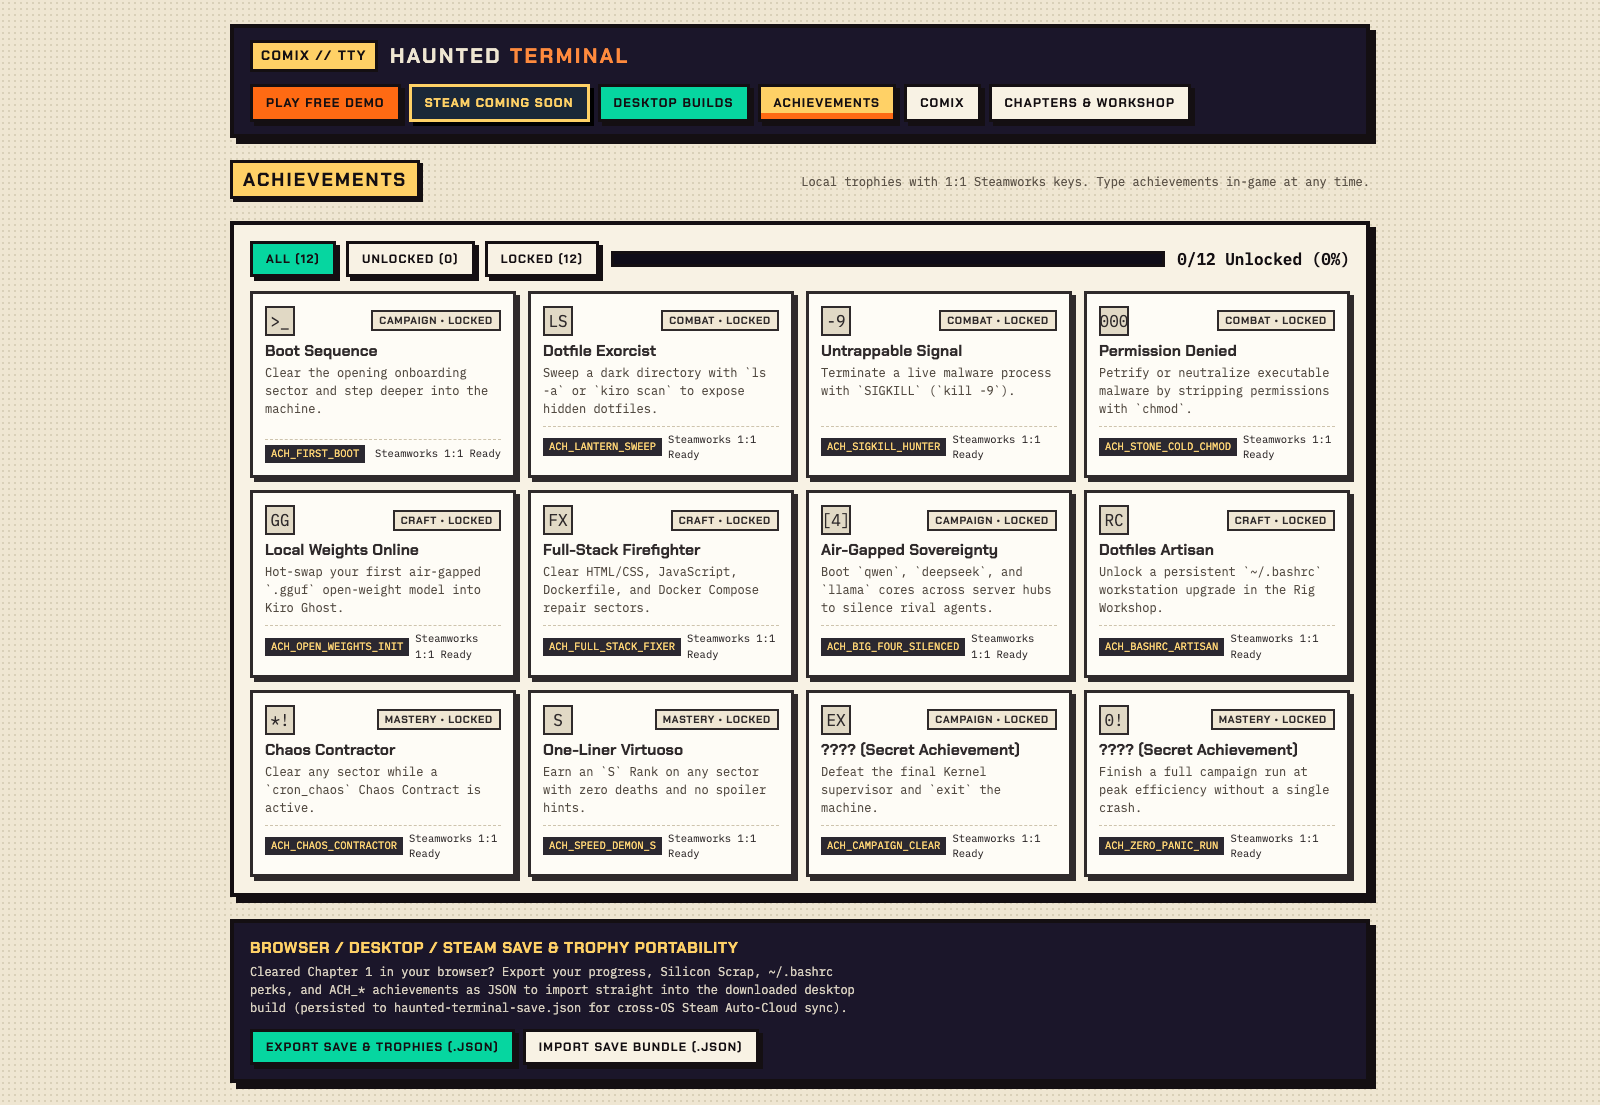 COMIX // TTY HAUNTED TERMINAL
PLAY FREE DEMO STEAM COMING SOON DESKTOP BUILDS ACHIEVEMENTS COMIX CHAPTERS & WORKSHOP
ACHIEVEMENTS
Local trophies with 1:1 Steamworks keys. Type achievements in-game at any time.
ALL (12) UNLOCKED (0) LOCKED (12) 0/12 Unlocked (0%)
>_ CAMPAIGN • LOCKED
Boot Sequence
Clear the opening onboarding
sector and step deeper into the
machine.
ACH_FIRST_BOOT Steamworks 1:1 Ready
LS COMBAT • LOCKED
Dotfile Exorcist
Sweep a dark directory with `ls
-a` or `kiro scan` to expose
hidden dotfiles.
ACH_LANTERN_SWEEP Steamworks 1:1
Ready
-9 COMBAT • LOCKED
Untrappable Signal
Terminate a live malware process
with `SIGKILL` (`kill -9`).
ACH_SIGKILL_HUNTER Steamworks 1:1
Ready
000 COMBAT • LOCKED
Permission Denied
Petrify or neutralize executable
malware by stripping permissions
with `chmod`.
ACH_STONE_COLD_CHMOD Steamworks 1:1
Ready
GG CRAFT • LOCKED
Local Weights Online
Hot-swap your first air-gapped
`.gguf` open-weight model into
Kiro Ghost.
ACH_OPEN_WEIGHTS_INIT Steamworks
1:1 Ready
FX CRAFT • LOCKED
Full-Stack Firefighter
Clear HTML/CSS, JavaScript,
Dockerfile, and Docker Compose
repair sectors.
ACH_FULL_STACK_FIXER Steamworks 1:1
Ready
[4] CAMPAIGN • LOCKED
Air-Gapped Sovereignty
Boot `qwen`, `deepseek`, and
`llama` cores across server hubs
to silence rival agents.
ACH_BIG_FOUR_SILENCED Steamworks
1:1 Ready
RC CRAFT • LOCKED
Dotfiles Artisan
Unlock a persistent `~/.bashrc`
workstation upgrade in the Rig
Workshop.
ACH_BASHRC_ARTISAN Steamworks 1:1
Ready
*! MASTERY • LOCKED
Chaos Contractor
Clear any sector while a
`cron_chaos` Chaos Contract is
active.
ACH_CHAOS_CONTRACTOR Steamworks 1:1
Ready
S MASTERY • LOCKED
One-Liner Virtuoso
Earn an `S` Rank on any sector
with zero deaths and no spoiler
hints.
ACH_SPEED_DEMON_S Steamworks 1:1
Ready
EX CAMPAIGN • LOCKED
???? (Secret Achievement)
Defeat the final Kernel
supervisor and `exit` the
machine.
ACH_CAMPAIGN_CLEAR Steamworks 1:1
Ready
0! MASTERY • LOCKED
???? (Secret Achievement)
Finish a full campaign run at
peak efficiency without a single
crash.
ACH_ZERO_PANIC_RUN Steamworks 1:1
Ready
BROWSER / DESKTOP / STEAM SAVE & TROPHY PORTABILITY
Cleared Chapter 1 in your browser? Export your progress, Silicon Scrap, ~/.bashrc
perks, and ACH_* achievements as JSON to import straight into the downloaded desktop
build (persisted to haunted-terminal-save.json for cross-OS Steam Auto-Cloud sync).
EXPORT SAVE & TROPHIES (.JSON) IMPORT SAVE BUNDLE (.JSON)